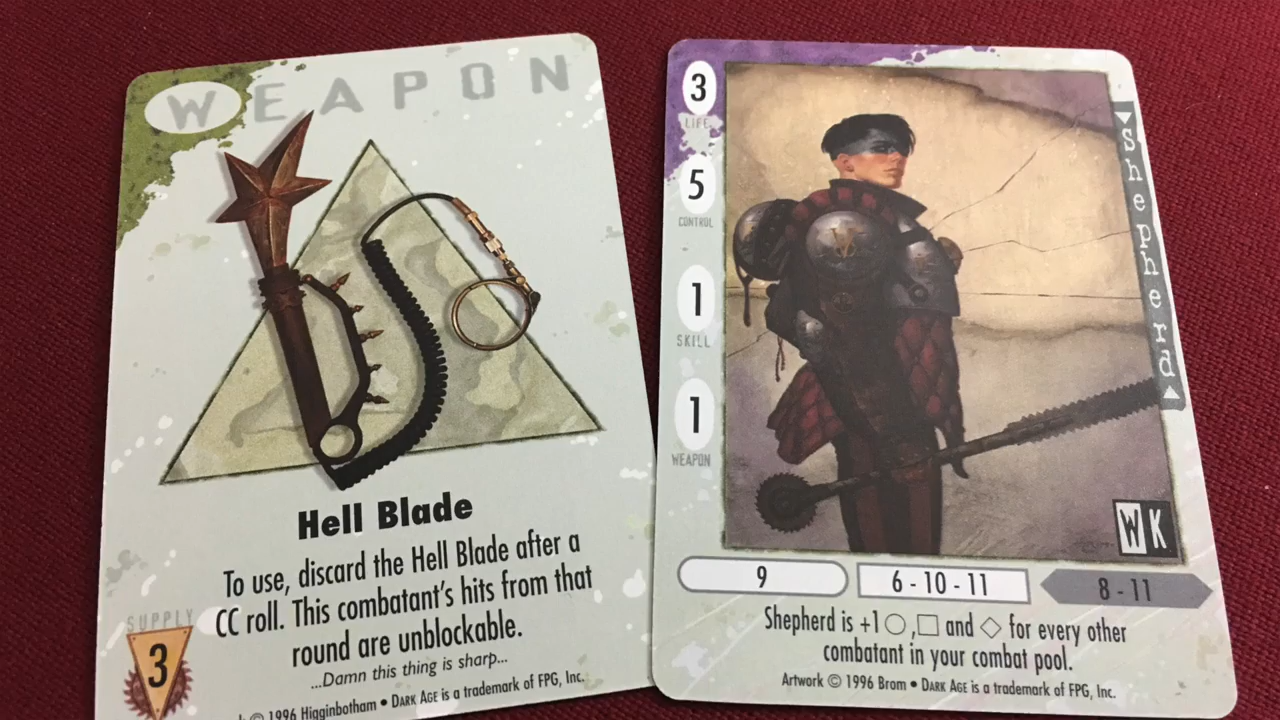 WEAPON
Hell Blade
To use, discard the Hell Blade after a
CC roll. This combatant's hits from that
round are unblockable.
...Damn this thing is sharp...
SUPPLY
3
© 1996 Higginbotham • DARK AGE is a trademark of FPG, Inc.
3
LIFE
5
CONTROL
1
SKILL
1
WEAPON
Shepherd
WK
9
6 - 10 - 11
8 - 11
Shepherd is +1 ○, □ and ◇ for every other
combatant in your combat pool.
Artwork © 1996 Brom • DARK AGE is a trademark of FPG, Inc.